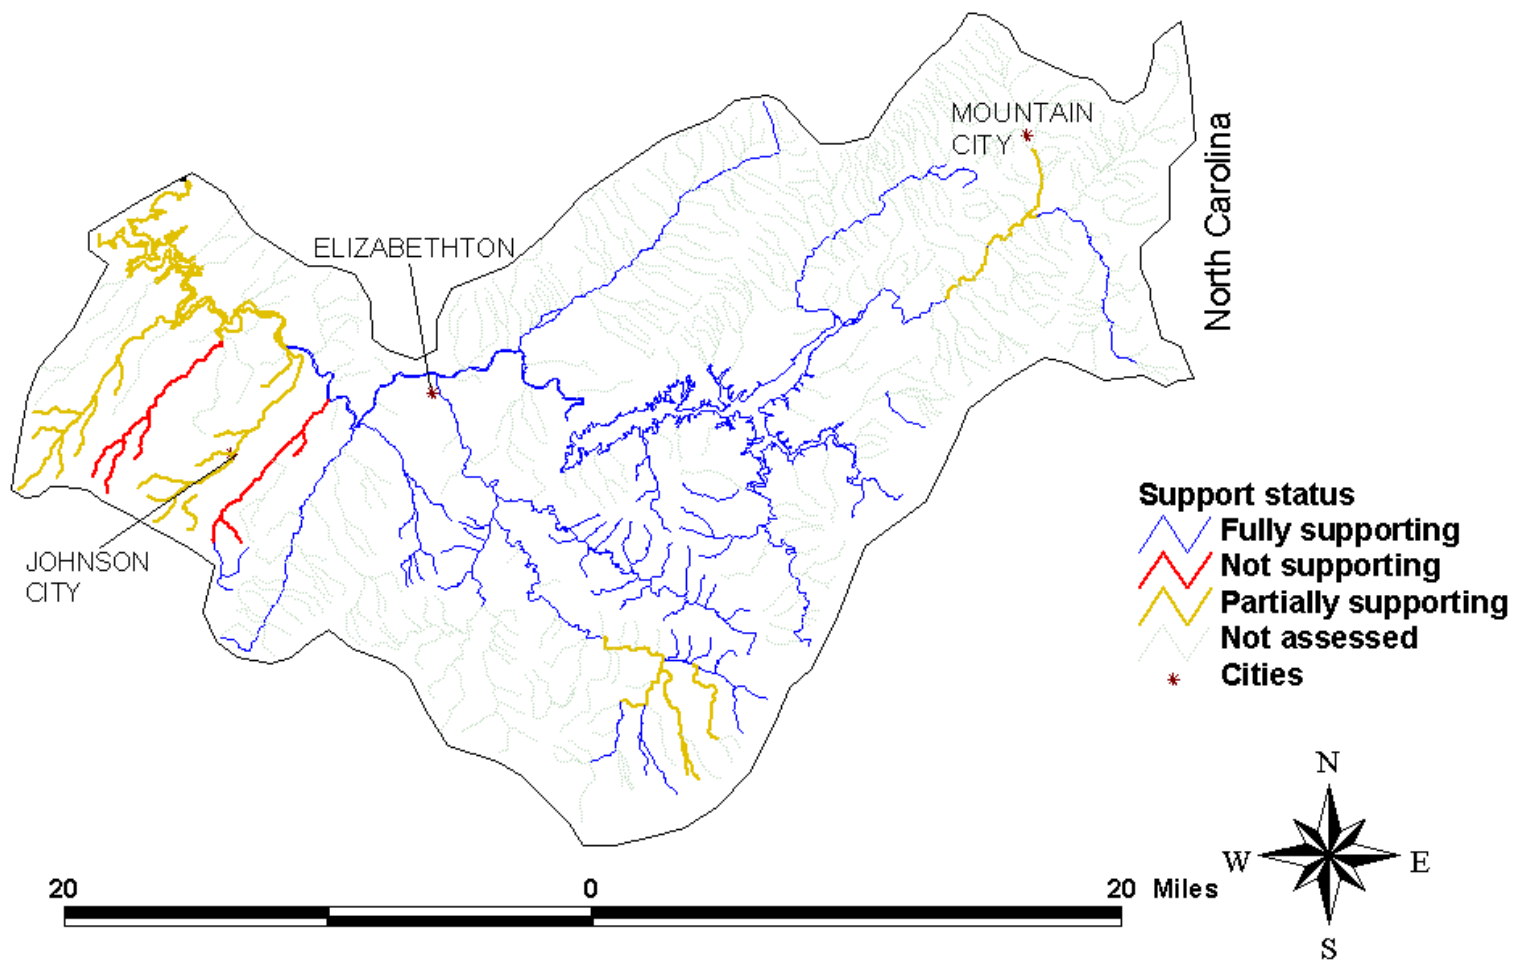 MOUNTAIN
CITY
North Carolina
ELIZABETHTON
JOHNSON
CITY
Support status
Fully supporting
Not supporting
Partially supporting
Not assessed
Cities
N
W
E
S
20
0
20 Miles